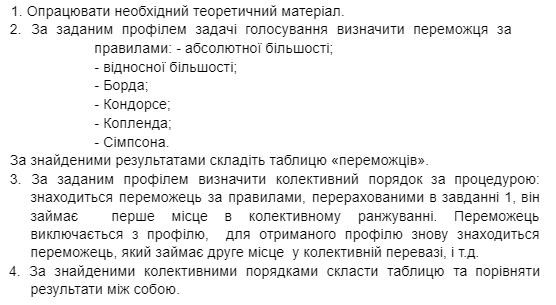 1. Опрацювати необхідний теоретичний матеріал.
2. За заданим профілем задачі голосування визначити переможця за
правилами: - абсолютної більшості;
- відносної більшості;
- Борда;
- Кондорсе;
- Копленда;
- Сімпсона.
За знайденими результатами складіть таблицю «переможців».
3. За заданим профілем визначити колективний порядок за процедурою:
знаходиться переможець за правилами, перерахованими в завданні 1, він
займає перше місце в колективному ранжуванні. Переможець
виключається з профілю, для отриманого профілю знову знаходиться
переможець, який займає друге місце у колективній перевазі, і т.д.
4. За знайденими колективними порядками скласти таблицю та порівняти
результати між собою.